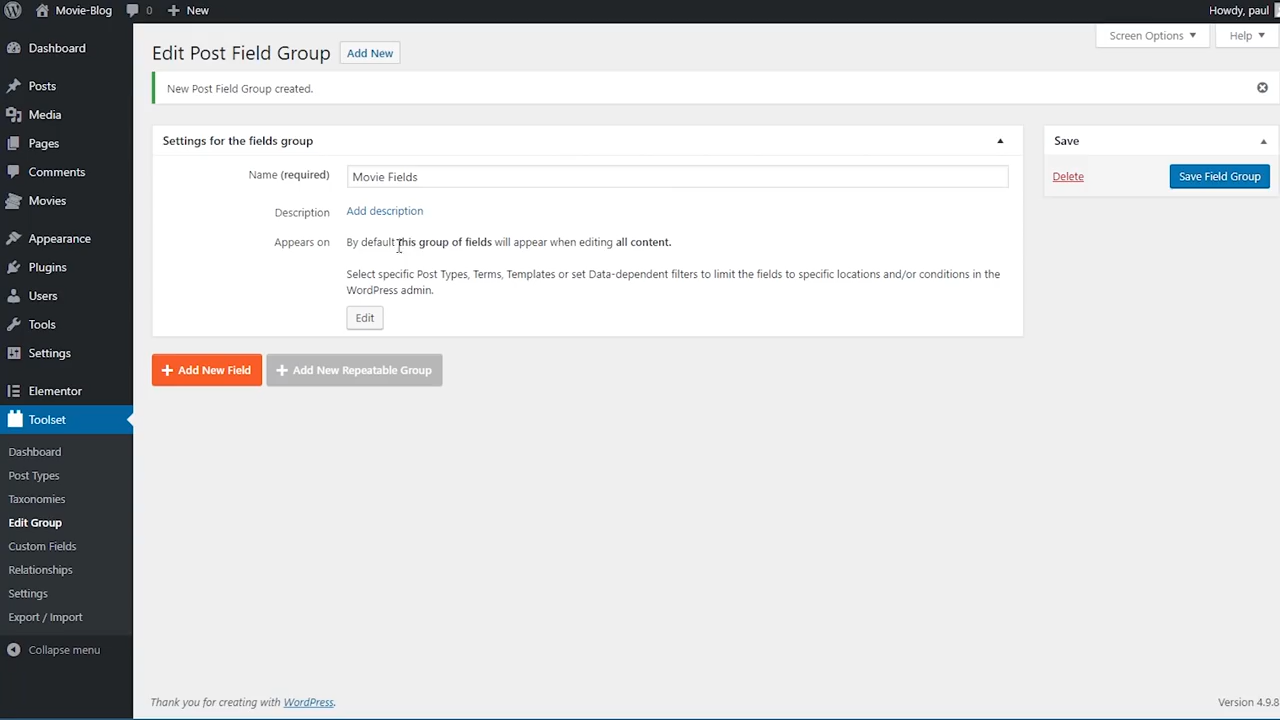 Movie-Blog 0 New Howdy, paul
Screen Options Help
Dashboard
Posts
Media
Pages
Comments
Movies
Appearance
Plugins
Users
Tools
Settings
Elementor
Toolset
Dashboard
Post Types
Taxonomies
Edit Group
Custom Fields
Relationships
Settings
Export / Import
Collapse menu
Edit Post Field Group Add New
New Post Field Group created.
Settings for the fields group
Name (required) Movie Fields
Description Add description
Appears on By default this group of fields will appear when editing all content.
Select specific Post Types, Terms, Templates or set Data-dependent filters to limit the fields to specific locations and/or conditions in the
WordPress admin.
Edit
+ Add New Field + Add New Repeatable Group
Save
Delete Save Field Group
Thank you for creating with WordPress. Version 4.9.8